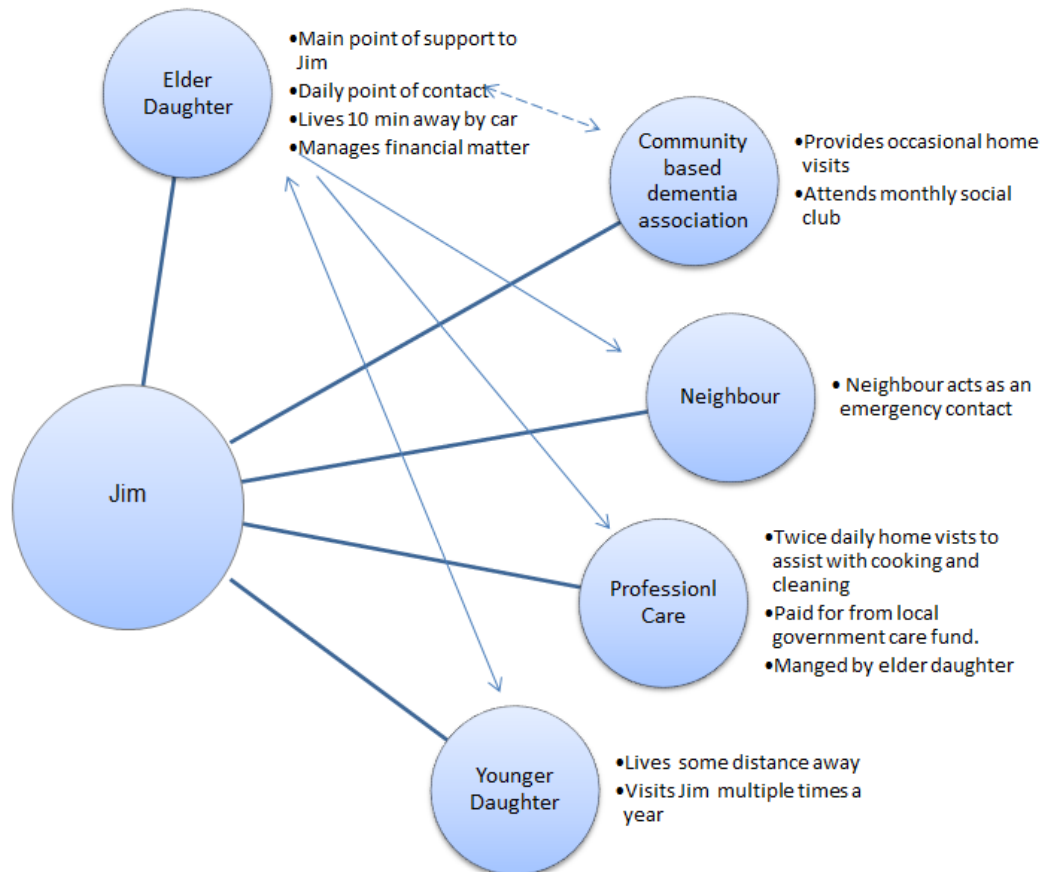 Elder
Daughter
•Main point of support to
Jim
•Daily point of contact
•Lives 10 min away by car
•Manages financial matter
Community
based
dementia
association
•Provides occasional home
visits
•Attends monthly social
club
Neighbour
• Neighbour acts as an
emergency contact
Jim
Professionl
Care
•Twice daily home vists to
assist with cooking and
cleaning
•Paid for from local
government care fund.
•Manged by elder daughter
Younger
Daughter
•Lives some distance away
•Visits Jim multiple times a
year